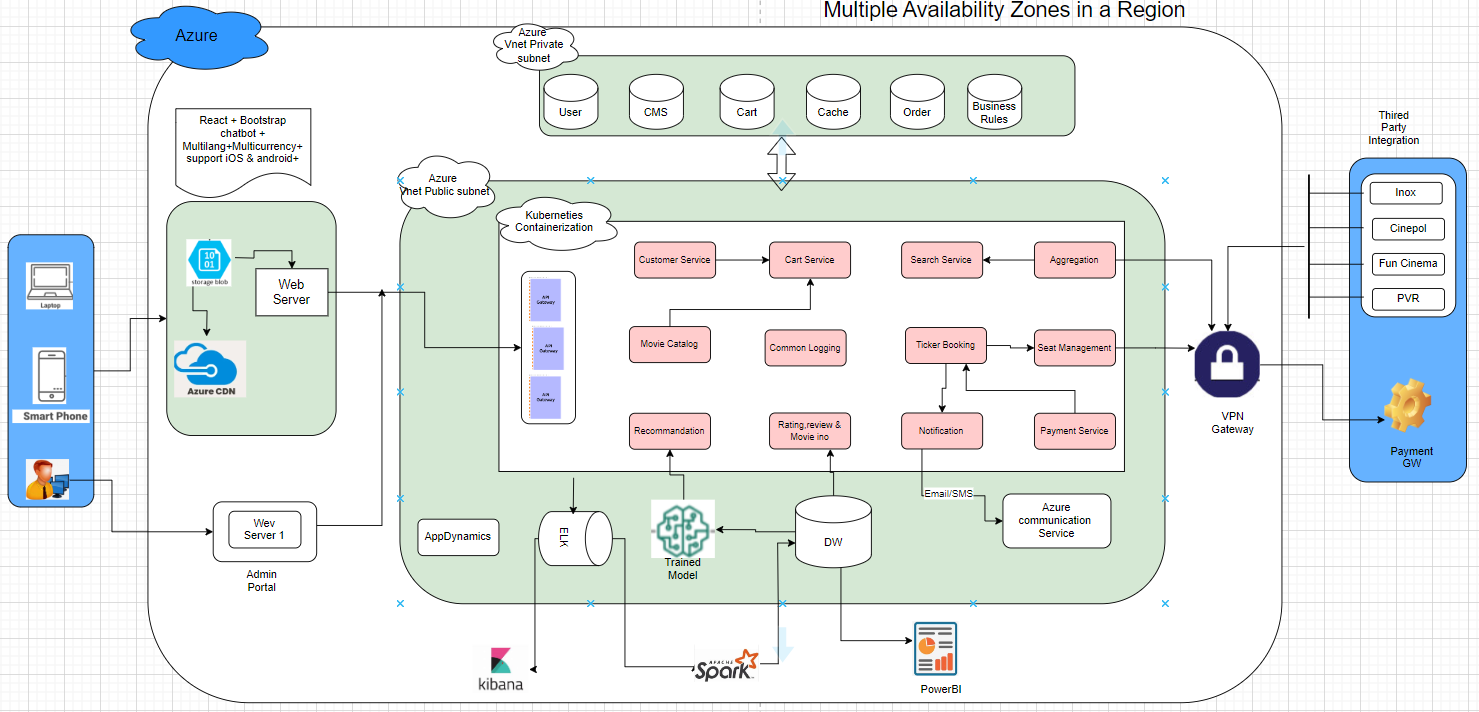 Multiple Availability Zones in a Region
Azure
Azure
Vnet Private
subnet
User
CMS
Cart
Cache
Order
Business
Rules
React + Bootstrap
chatbot +
Multilang+Multicurrency+
support iOS & android+
Thired
Party
Integration
Azure
Vnet Public subnet
Kuberneties
Containerization
Inox
Cinepol
Fun Cinema
PVR
Laptop
Smart Phone
10
01
storage blob
Web
Server
Azure CDN
API
Gateway
API
Gateway
API
Gateway
Customer Service
Cart Service
Search Service
Aggregation
Movie Catalog
Common Logging
Ticker Booking
Seat Management
Recommandation
Rating,review &
Movie ino
Notification
Payment Service
VPN
Gateway
Payment
GW
Wev
Server 1
Admin
Portal
AppDynamics
ELK
Trained
Model
DW
Email/SMS
Azure
communication
Service
kibana
APACHE
Spark
PowerBI